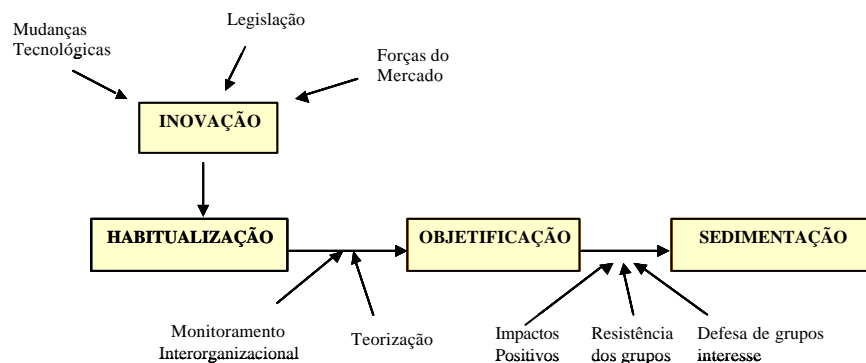 Mudanças
Tecnológicas
Legislação
Forças do
Mercado
INOVAÇÃO
HABITUALIZAÇÃO
OBJETIFICAÇÃO
SEDIMENTAÇÃO
Monitoramento
Interorganizacional
Teorização
Impactos
Positivos
Resistência
dos grupos
Defesa de grupos
interesse